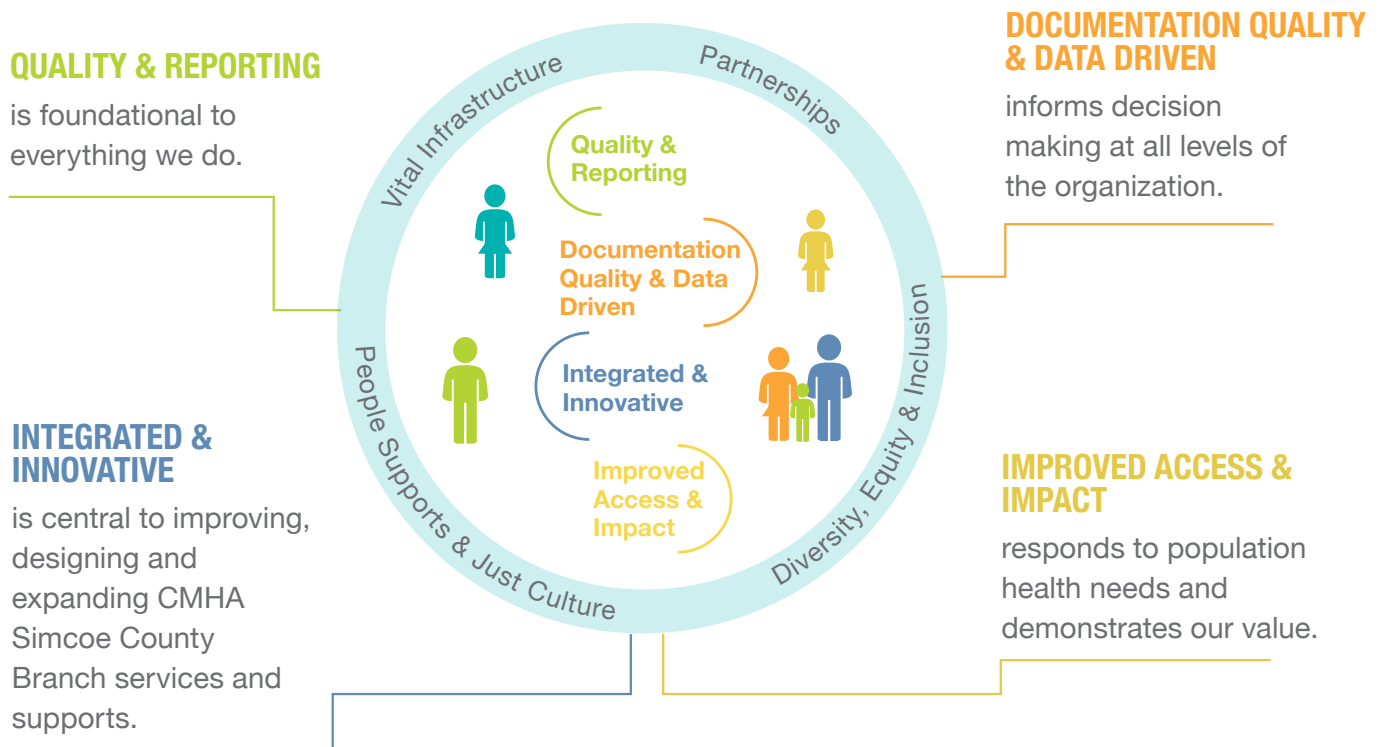 QUALITY & REPORTING
is foundational to
everything we do.
DOCUMENTATION QUALITY
& DATA DRIVEN
informs decision
making at all levels of
the organization.
Vital Infrastructure
Partnerships
Diversity, Equity & Inclusion
People Supports & Just Culture
Quality &
Reporting
Documentation
Quality & Data
Driven
Integrated &
Innovative
Improved
Access &
Impact
INTEGRATED &
INNOVATIVE
is central to improving,
designing and
expanding CMHA
Simcoe County
Branch services and
supports.
IMPROVED ACCESS &
IMPACT
responds to population
health needs and
demonstrates our value.